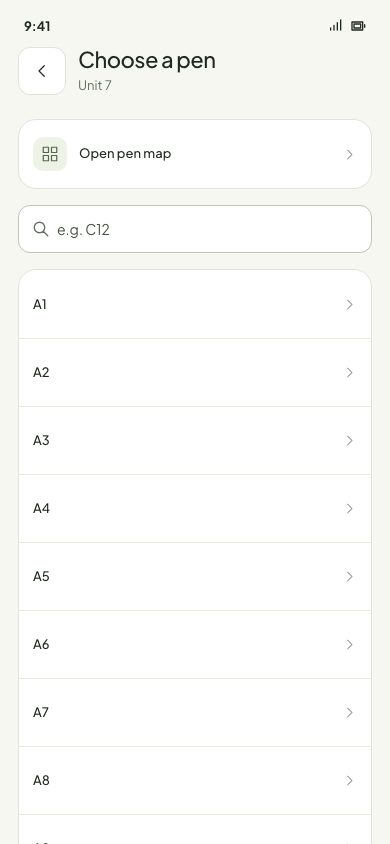 9:41
Choose a pen
Unit 7
Open pen map
e.g. C12
A1
A2
A3
A4
A5
A6
A7
A8